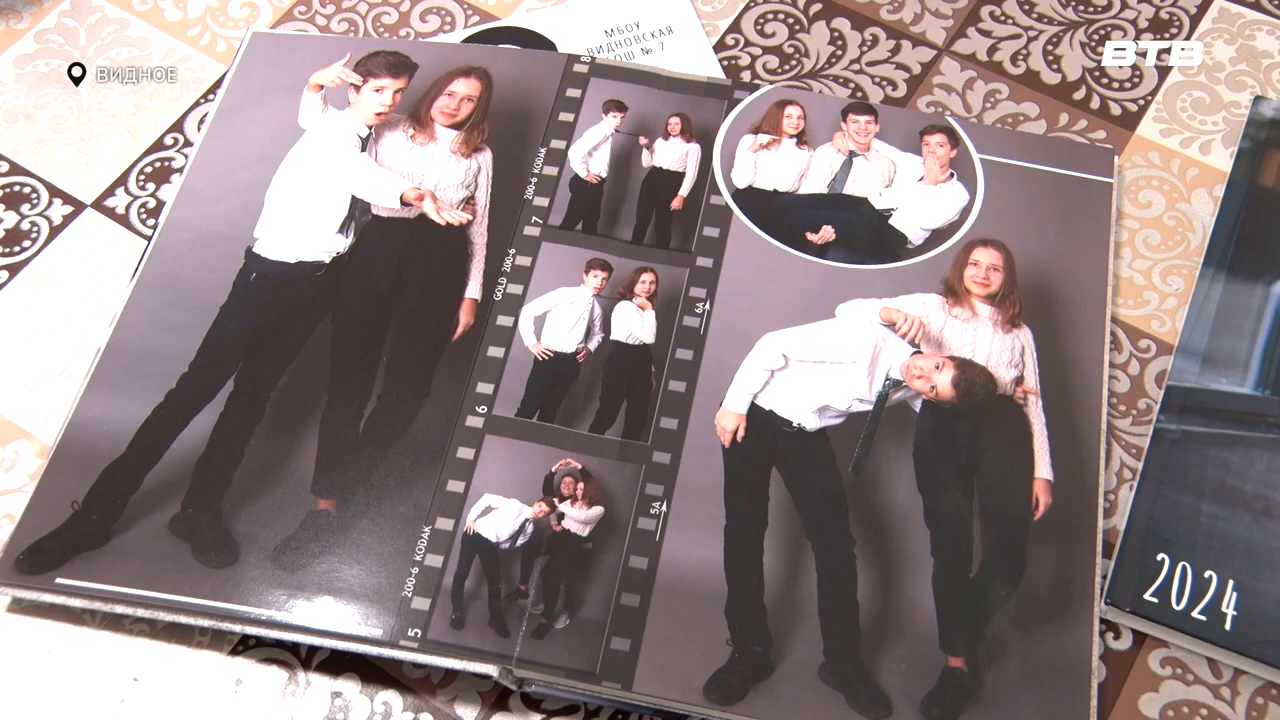 ВИДНОЕ
ВТВ
МБОУ
ВИДНОВСКАЯ
СОШ № 7
8
200-6 KODAK
7
GOLD 200-6
6A
6
5A
200-6 KODAK
5
2024